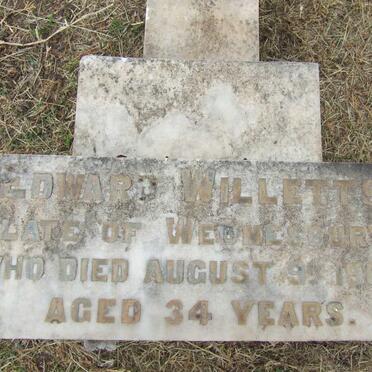 EDWARD WILLETTS
LATE OF WEDNESBURY
WHO DIED AUGUST 9TH
AGED 34 YEARS.